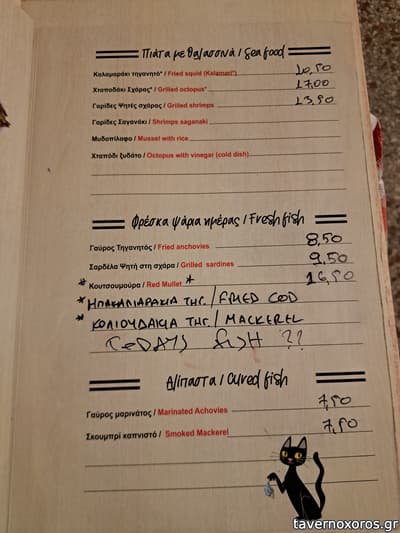 Πιάτα με θαλασσινά / Sea food
Καλαμαράκι τηγανητό* / Fried squid (Kalamari*) 10,50
Χταποδάκι Σχάρας* / Grilled octopus* 17,00
Γαρίδες Ψητές σχάρας / Grilled shrimps 13,50
Γαρίδες Σαγανάκι / Shrimps saganaki
Μυδοπίλαφο / Mussel with rice
Χταπόδι ξυδάτο / Octopus with vinegar (cold dish)
Φρέσκα ψάρια ημέρας / Fresh fish
Γαύρος Τηγανητός / Fried anchovies 8,50
Σαρδέλα Ψητή στη σχάρα / Grilled sardines 9,50
* Κουτσουμούρα / Red Mullet * 16,50
* ΜΠΑΚΑΛΙΑΡΑΚΙΑ ΤΗΓ. / FRIED COD
* ΚΟΛΙΟΥΔΑΚΙΑ ΤΗΓ. / MACKEREL
TODAYS FISH ??
Αλίπαστα / Cured fish
Γαύρος μαρινάτος / Marinated Achovies 7,50
Σκουμπρί καπνιστό / Smoked Mackerel 7,50
tavernoxoros.gr